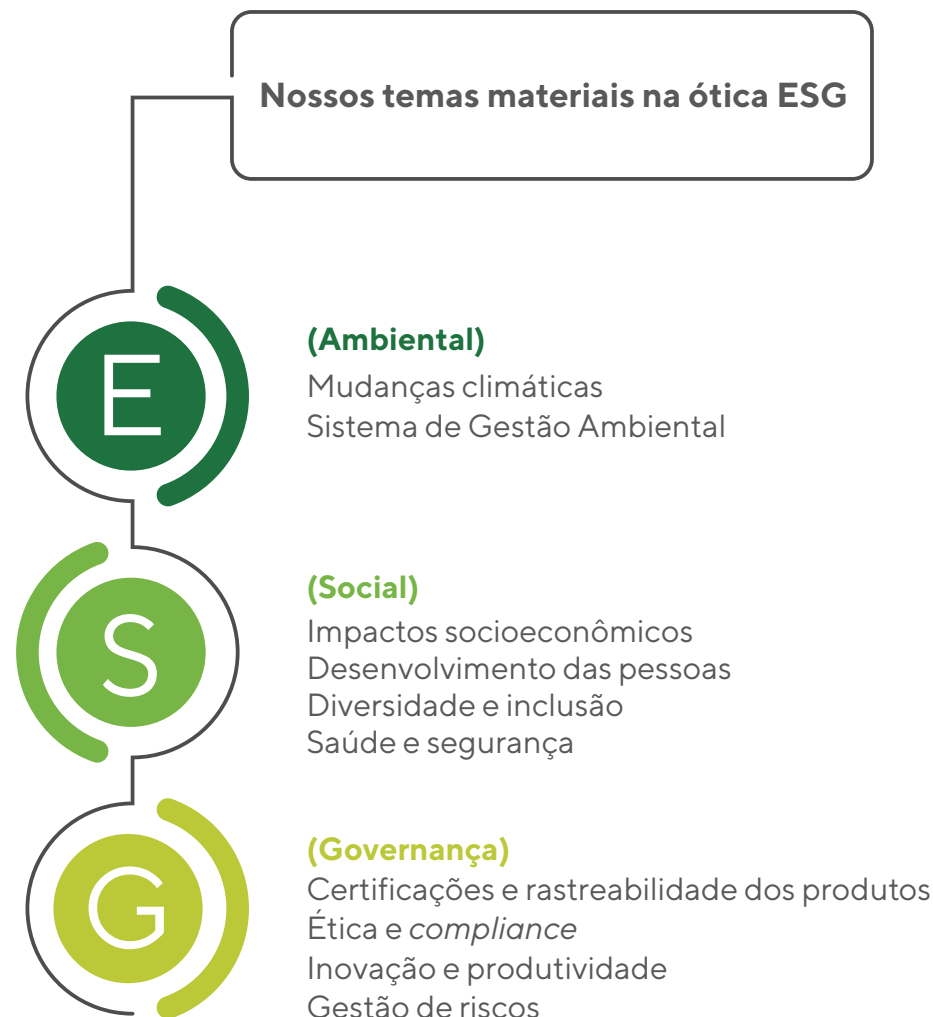 Nossos temas materiais na ótica ESG
E
(Ambiental)
Mudanças climáticas
Sistema de Gestão Ambiental
S
(Social)
Impactos socioeconômicos
Desenvolvimento das pessoas
Diversidade e inclusão
Saúde e segurança
G
(Governança)
Certificações e rastreabilidade dos produtos
Ética e compliance
Inovação e produtividade
Gestão de riscos